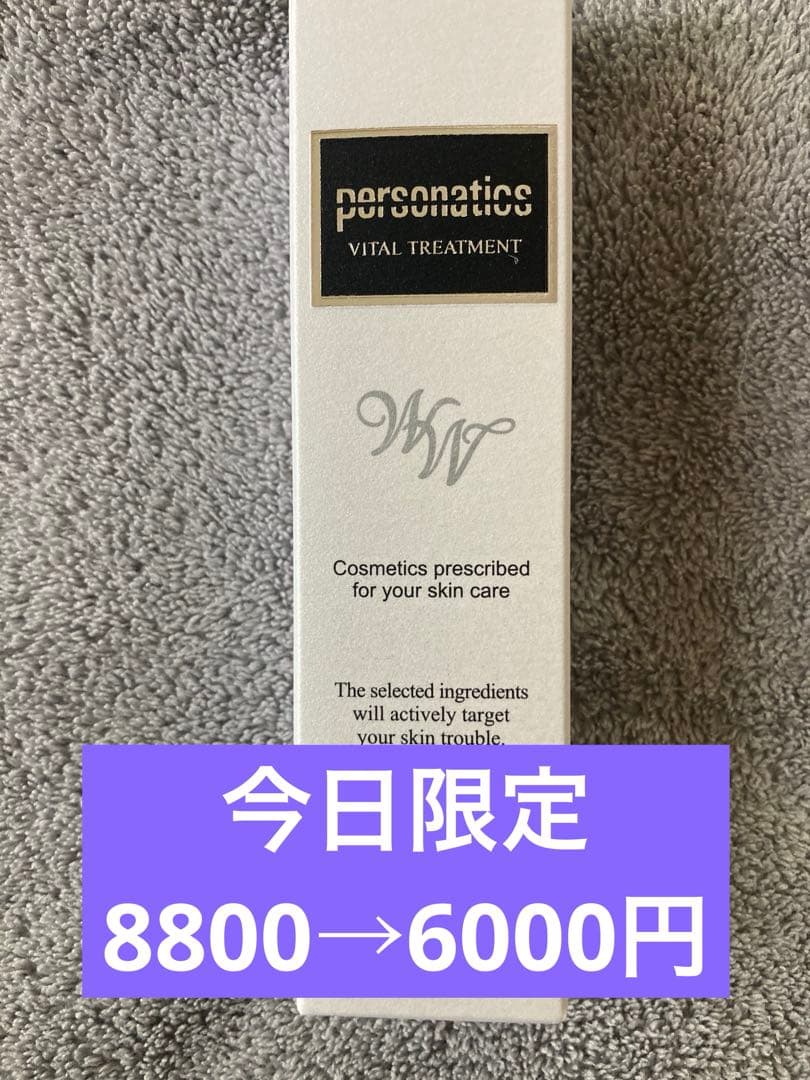 personatics
VITAL TREATMENT
Cosmetics prescribed
for your skin care
The selected ingredients
will actively target
your skin trouble.
今日限定
8800→6000円